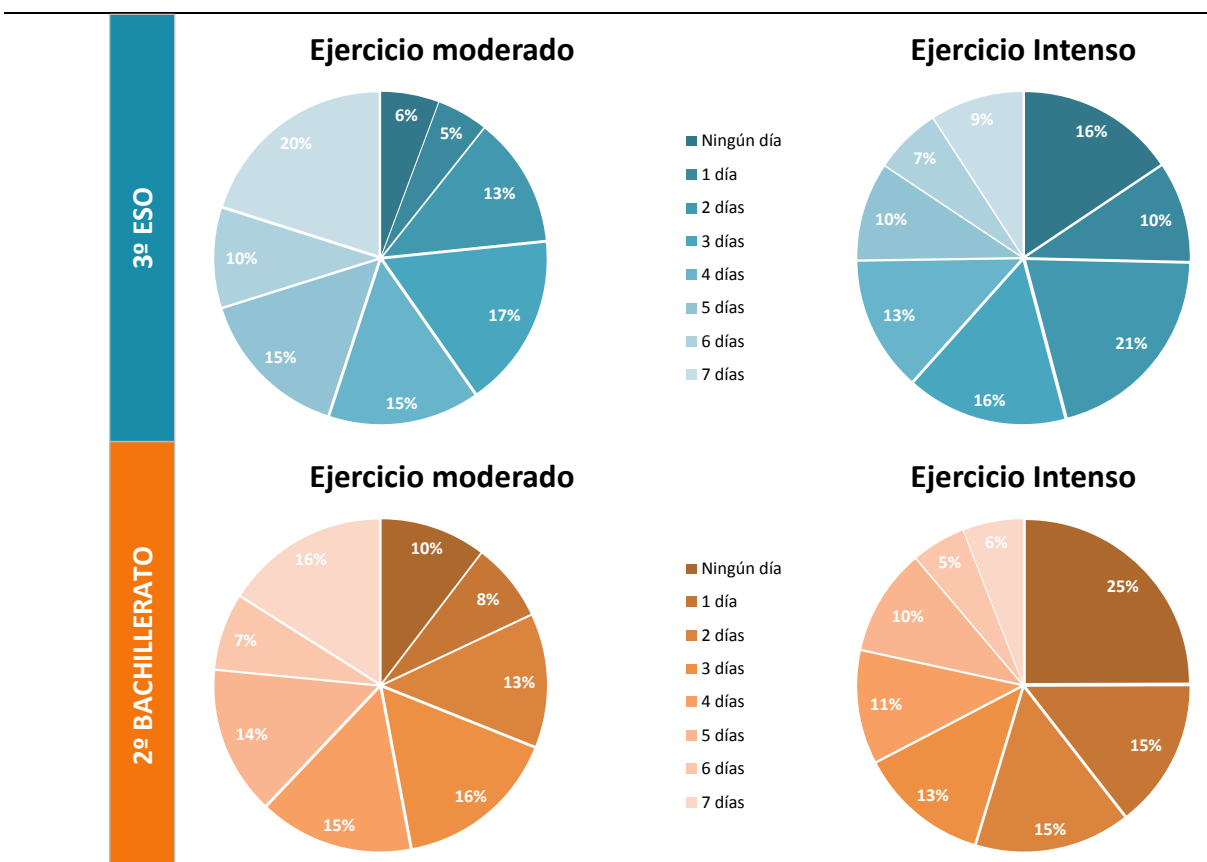 3º ESO
Ejercicio moderado
6%
5%
13%
17%
15%
15%
10%
20%
Ningún día
1 día
2 días
3 días
4 días
5 días
6 días
7 días
Ejercicio Intenso
16%
10%
21%
16%
13%
10%
7%
9%
2º BACHILLERATO
Ejercicio moderado
10%
8%
13%
16%
15%
14%
7%
16%
Ningún día
1 día
2 días
3 días
4 días
5 días
6 días
7 días
Ejercicio Intenso
25%
15%
15%
13%
11%
10%
5%
6%